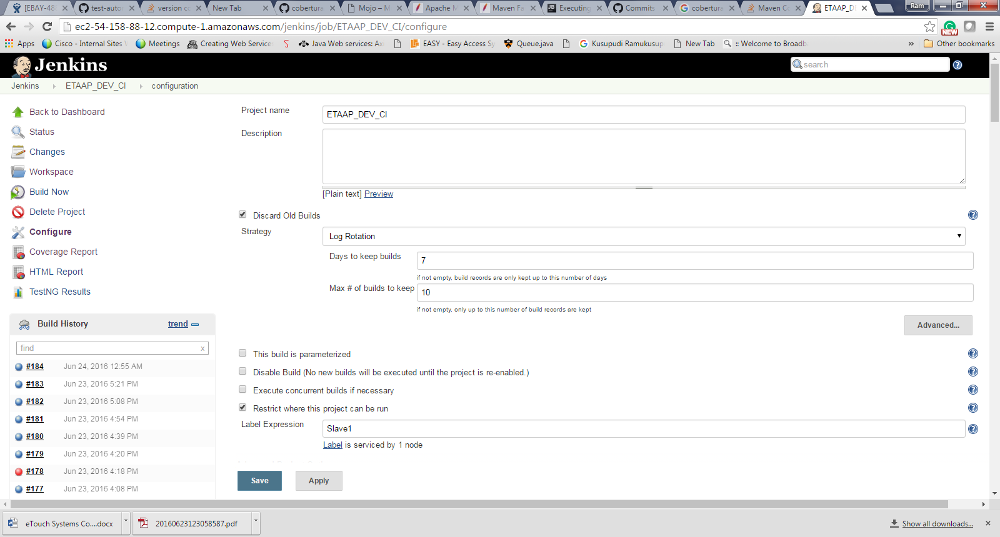 [EBAY-48
test-autor
version co
New Tab
cobertura
Mojo – M
Apache M
Maven Fa
Executing
Commits
cobertura
Maven Co
ETAAP_DE
Ram
ec2-54-158-88-12.compute-1.amazonaws.com/jenkins/job/ETAAP_DEV_CI/configure
NEW
Apps
Cisco - Internal Sites
Meetings
Creating Web Service
Java Web services: Axi
EASY - Easy Access Sy
Queue.java
Kusupudi Ramukusup
New Tab
:: Welcome to Broadb
»
Other bookmarks
Jenkins
search
Jenkins
ETAAP_DEV_CI
configuration
Back to Dashboard
Status
Changes
Workspace
Build Now
Delete Project
Configure
Coverage Report
HTML Report
TestNG Results
Build History
trend
find
x
#184 Jun 24, 2016 12:55 AM
#183 Jun 23, 2016 5:21 PM
#182 Jun 23, 2016 5:08 PM
#181 Jun 23, 2016 4:54 PM
#180 Jun 23, 2016 4:39 PM
#179 Jun 23, 2016 4:20 PM
#178 Jun 23, 2016 4:18 PM
#177 Jun 23, 2016 4:08 PM
Project name
ETAAP_DEV_CI
Description
[Plain text] Preview
Discard Old Builds
Strategy
Log Rotation
Days to keep builds
7
if not empty, build records are only kept up to this number of days
Max # of builds to keep
10
if not empty, only up to this number of build records are kept
Advanced...
This build is parameterized
Disable Build (No new builds will be executed until the project is re-enabled.)
Execute concurrent builds if necessary
Restrict where this project can be run
Label Expression
Slave1
Label is serviced by 1 node
Save
Apply
eTouch Systems Co....docx
20160623123058587.pdf
Show all downloads...